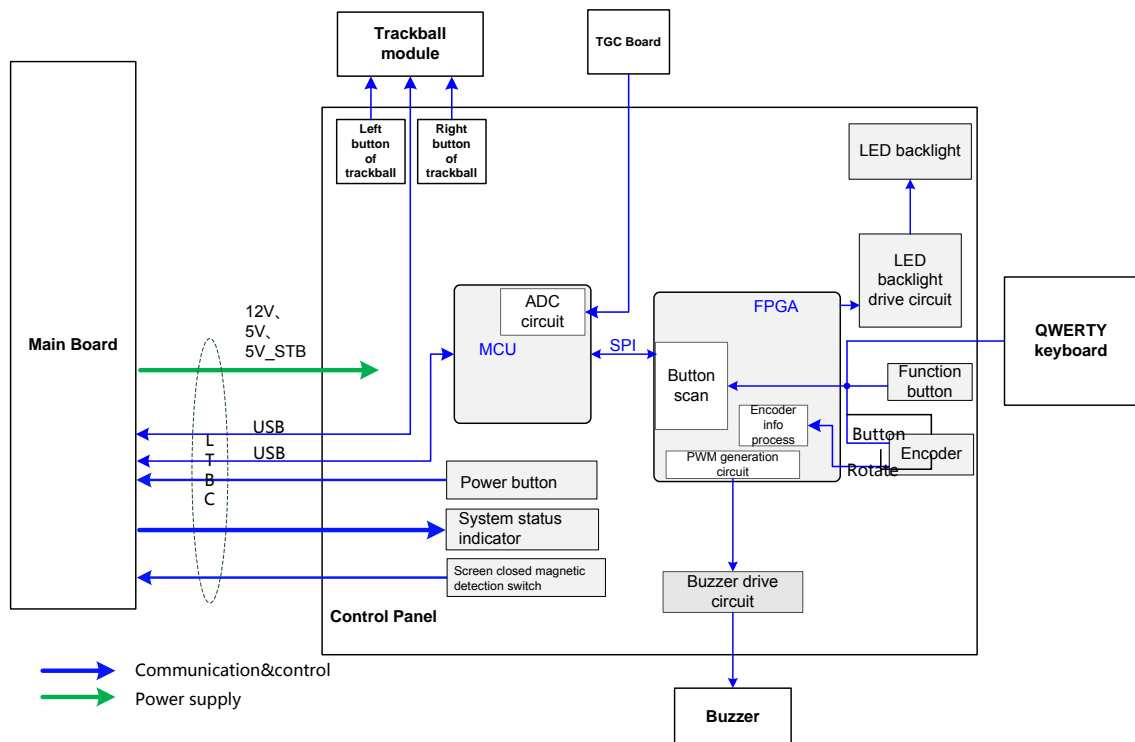 Trackball
module
TGC Board
Left
button
of
trackball
Right
button
of
trackball
LED backlight
LED
backlight
drive circuit
ADC
circuit
MCU
SPI
FPGA
12V、
5V、
5V_STB
Main Board
QWERTY
keyboard
Button
scan
Function
button
Encoder
info
process
Button
Encoder
Rotate
PWM generation
circuit
USB
USB
L
T
B
C
Power button
System status
indicator
Screen closed magnetic
detection switch
Buzzer drive
circuit
Control Panel
Communication&control
Power supply
Buzzer